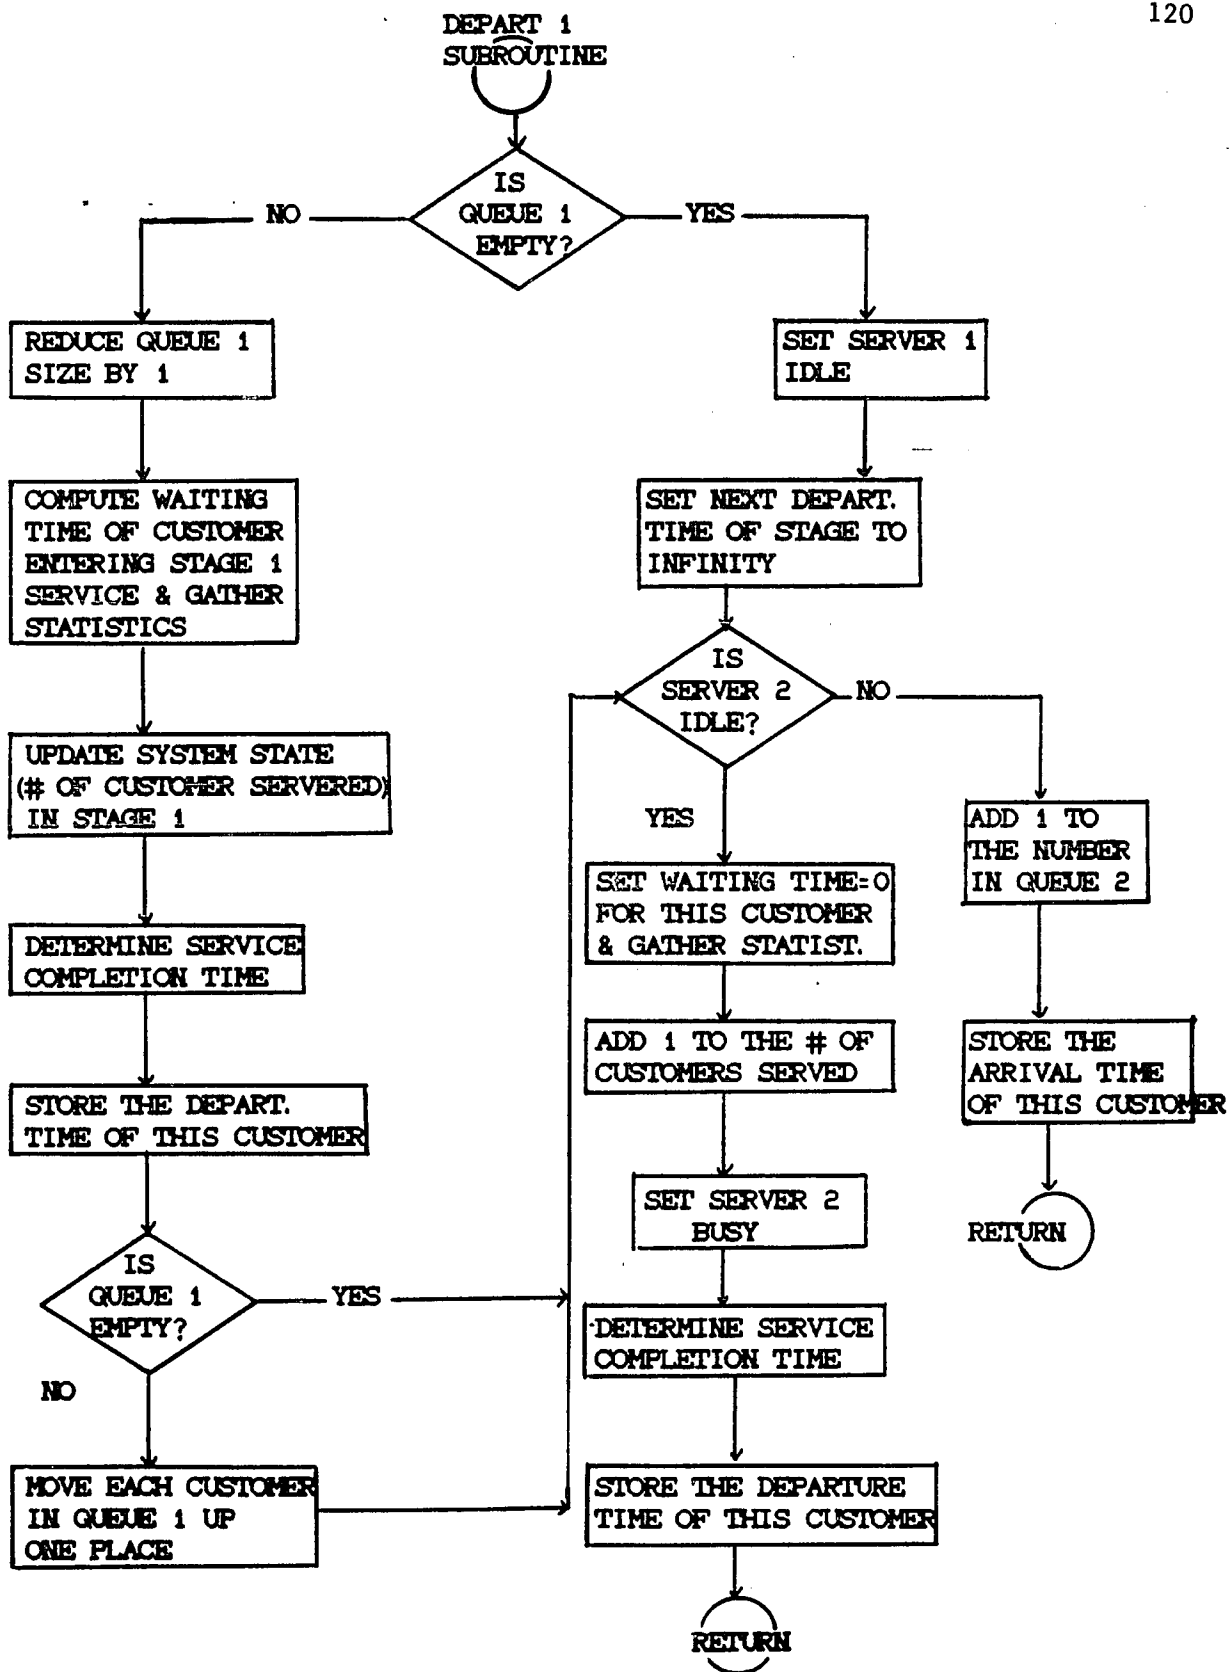 120
DEPART 1
SUBROUTINE
IS
QUEUE 1
EMPTY?
NO
YES
REDUCE QUEUE 1
SIZE BY 1
SET SERVER 1
IDLE
COMPUTE WAITING
TIME OF CUSTOMER
ENTERING STAGE 1
SERVICE & GATHER
STATISTICS
SET NEXT DEPART.
TIME OF STAGE TO
INFINITY
UPDATE SYSTEM STATE
(# OF CUSTOMER SERVERED)
IN STAGE 1
IS
SERVER 2
IDLE?
NO
YES
ADD 1 TO
THE NUMBER
IN QUEUE 2
SET WAITING TIME=0
FOR THIS CUSTOMER
& GATHER STATIST.
DETERMINE SERVICE
COMPLETION TIME
ADD 1 TO THE # OF
CUSTOMERS SERVED
STORE THE
ARRIVAL TIME
OF THIS CUSTOMER
STORE THE DEPART.
TIME OF THIS CUSTOMER
SET SERVER 2
BUSY
RETURN
IS
QUEUE 1
EMPTY?
YES
NO
DETERMINE SERVICE
COMPLETION TIME
MOVE EACH CUSTOMER
IN QUEUE 1 UP
ONE PLACE
STORE THE DEPARTURE
TIME OF THIS CUSTOMER
RETURN